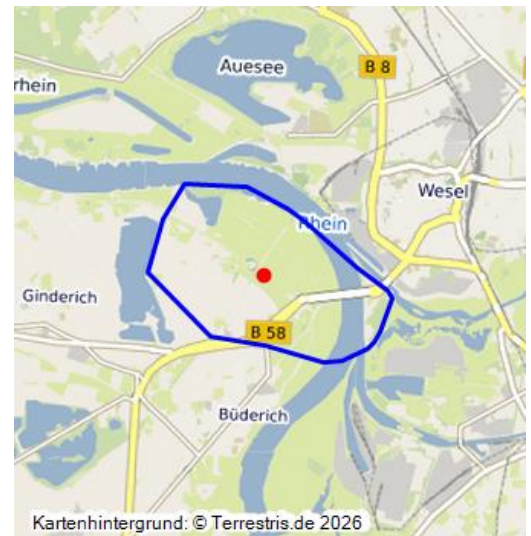 Auesee
B 8
rhein
Wesel
Rhein
Ginderich
B 58
Büderich
Kartenhintergrund: © Terrestris.de 2026